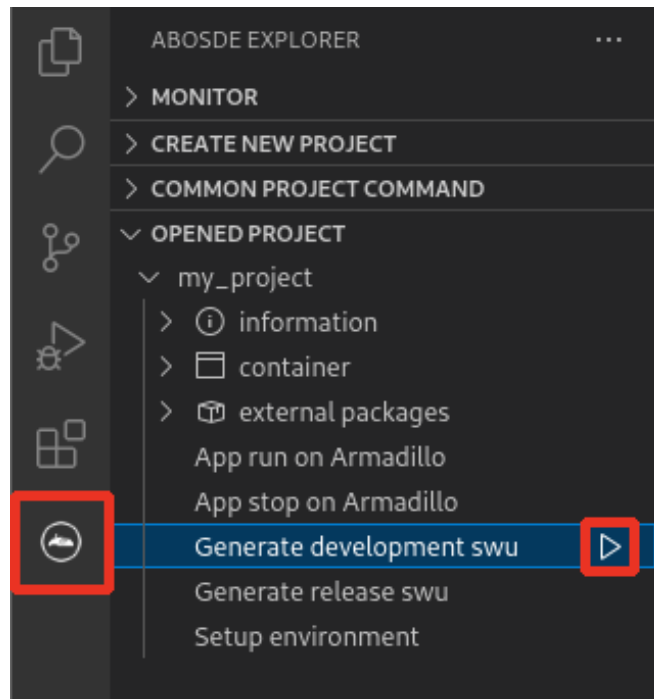 ABOSDE EXPLORER ...
MONITOR
CREATE NEW PROJECT
COMMON PROJECT COMMAND
OPENED PROJECT
my_project
information
container
external packages
App run on Armadillo
App stop on Armadillo
Generate development swu
Generate release swu
Setup environment